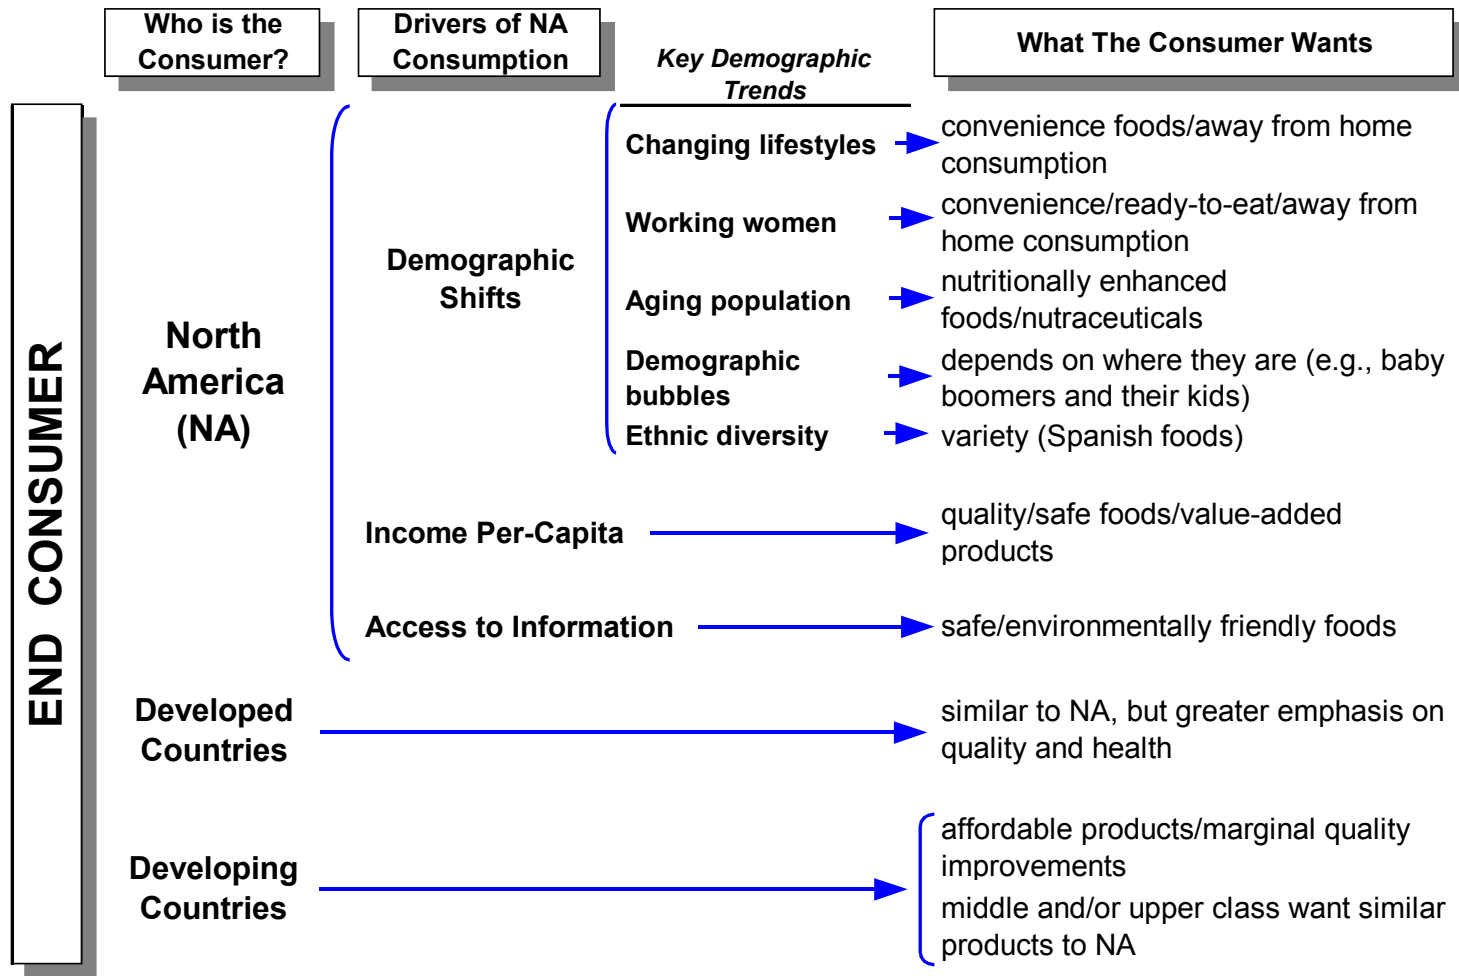 Who is the
Consumer?
Drivers of NA
Consumption
Key Demographic
Trends
What The Consumer Wants
END CONSUMER
North
America
(NA)
Demographic
Shifts
Changing lifestyles
convenience foods/away from home
consumption
Working women
convenience/ready-to-eat/away from
home consumption
Aging population
nutritionally enhanced
foods/nutraceuticals
Demographic
bubbles
depends on where they are (e.g., baby
boomers and their kids)
Ethnic diversity
variety (Spanish foods)
Income Per-Capita
quality/safe foods/value-added
products
Access to Information
safe/environmentally friendly foods
Developed
Countries
similar to NA, but greater emphasis on
quality and health
Developing
Countries
affordable products/marginal quality
improvements
middle and/or upper class want similar
products to NA